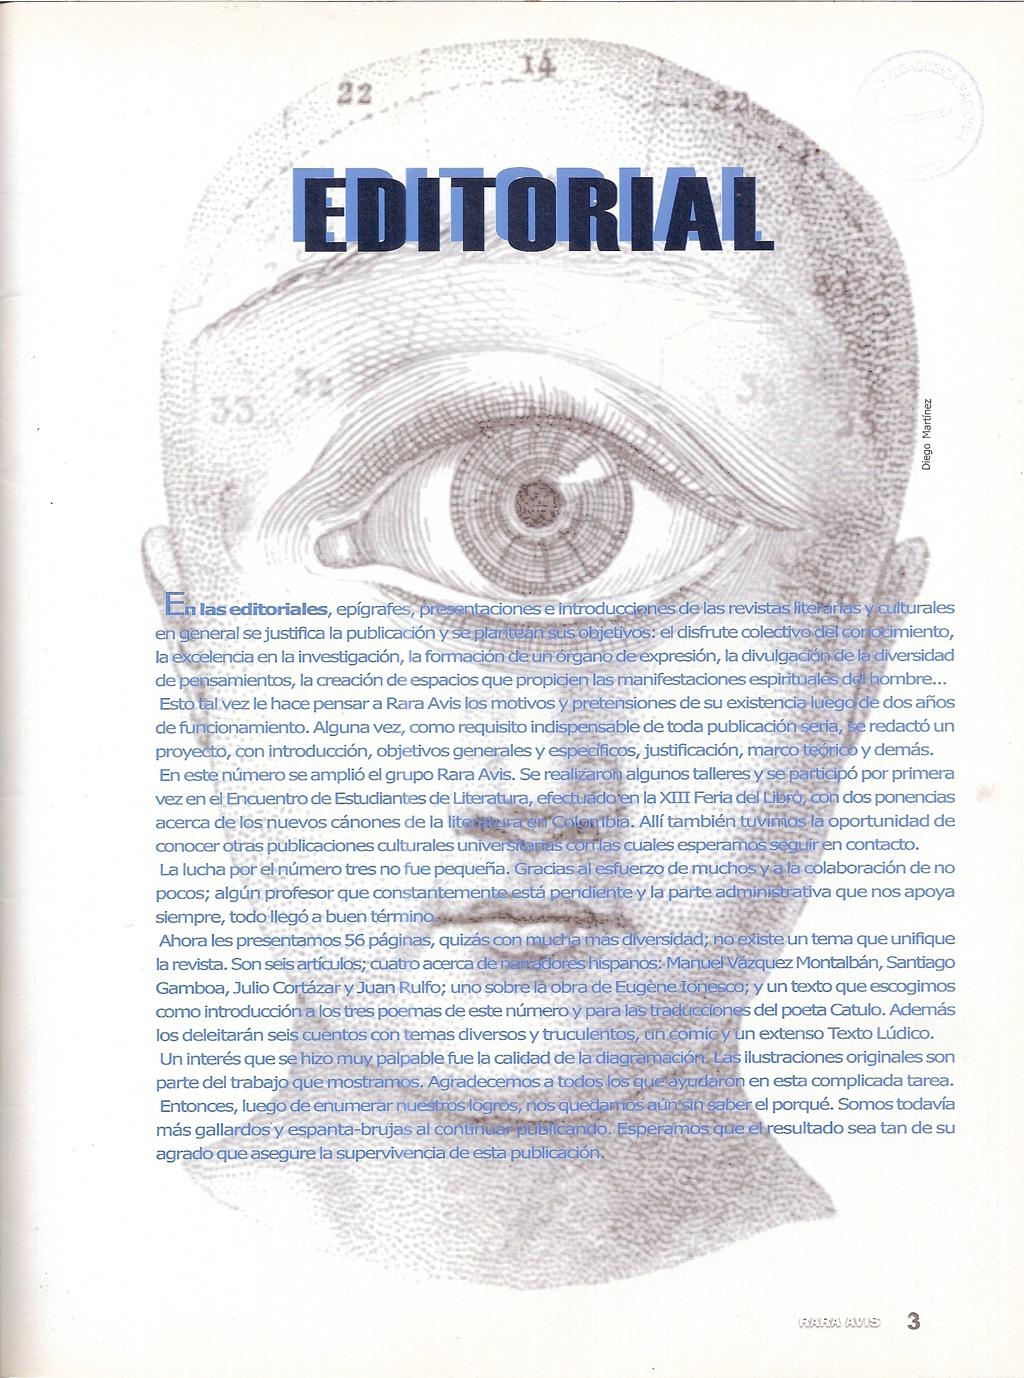 22 14 22
EDITORIAL
3 32 32 35
Diego Martínez
En las editoriales, epígrafes, presentaciones e introducciones de las revistas literarias y culturales
en general se justifica la publicación y se plantean sus objetivos: el disfrute colectivo del conocimiento,
la excelencia en la investigación, la formación de un órgano de expresión, la divulgación de la diversidad
de pensamientos, la creación de espacios que propicien las manifestaciones espirituales del hombre...
Esto tal vez le hace pensar a Rara Avis los motivos y pretensiones de su existencia luego de dos años
de funcionamiento. Alguna vez, como requisito indispensable de toda publicación seria, se redactó un
proyecto, con introducción, objetivos generales y específicos, justificación, marco teórico y demás.
En este número se amplió el grupo Rara Avis. Se realizaron algunos talleres y se participó por primera
vez en el Encuentro de Estudiantes de Literatura, efectuado en la XIII Feria del Libro, con dos ponencias
acerca de los nuevos cánones de la literatura en Colombia. Allí también tuvimos la oportunidad de
conocer otras publicaciones culturales universitarias con las cuales esperamos seguir en contacto.
La lucha por el número tres no fue pequeña. Gracias al esfuerzo de muchos y a la colaboración de no
pocos; algún profesor que constantemente está pendiente y la parte administrativa que nos apoya
siempre, todo llegó a buen término.
Ahora les presentamos 56 páginas, quizás con mucha más diversidad; no existe un tema que unifique
la revista. Son seis artículos; cuatro acerca de narradores hispanos: Manuel Vázquez Montalbán, Santiago
Gamboa, Julio Cortázar y Juan Rulfo; uno sobre la obra de Eugène Ionesco; y un texto que escogimos
como introducción a los tres poemas de este número y para las traducciones del poeta Catulo. Además
los deleitarán seis cuentos con temas diversos y truculentos, un comic y un extenso Texto Lúdico.
Un interés que se hizo muy palpable fue la calidad de la diagramación. Las ilustraciones originales son
parte del trabajo que mostramos. Agradecemos a todos los que ayudaron en esta complicada tarea.
Entonces, luego de enumerar nuestros logros, nos quedamos aún sin saber el porqué. Somos todavía
más gallardos y espanta-brujas al continuar publicando. Esperamos que el resultado sea tan de su
agrado que asegure la supervivencia de esta publicación.
RARA AVIS 3